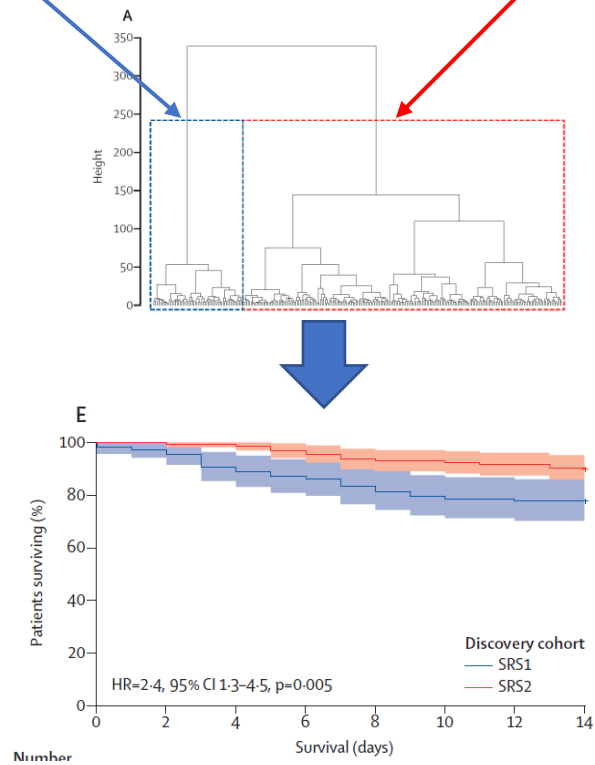 A
350
300
250
200
150
100
50
0
Height
E
100
80
60
40
20
0
Patients surviving (%)
Discovery cohort
SRS1
SRS2
HR=2·4, 95% CI 1·3–4·5, p=0·005
0 2 4 6 8 10 12 14
Survival (days)
Number